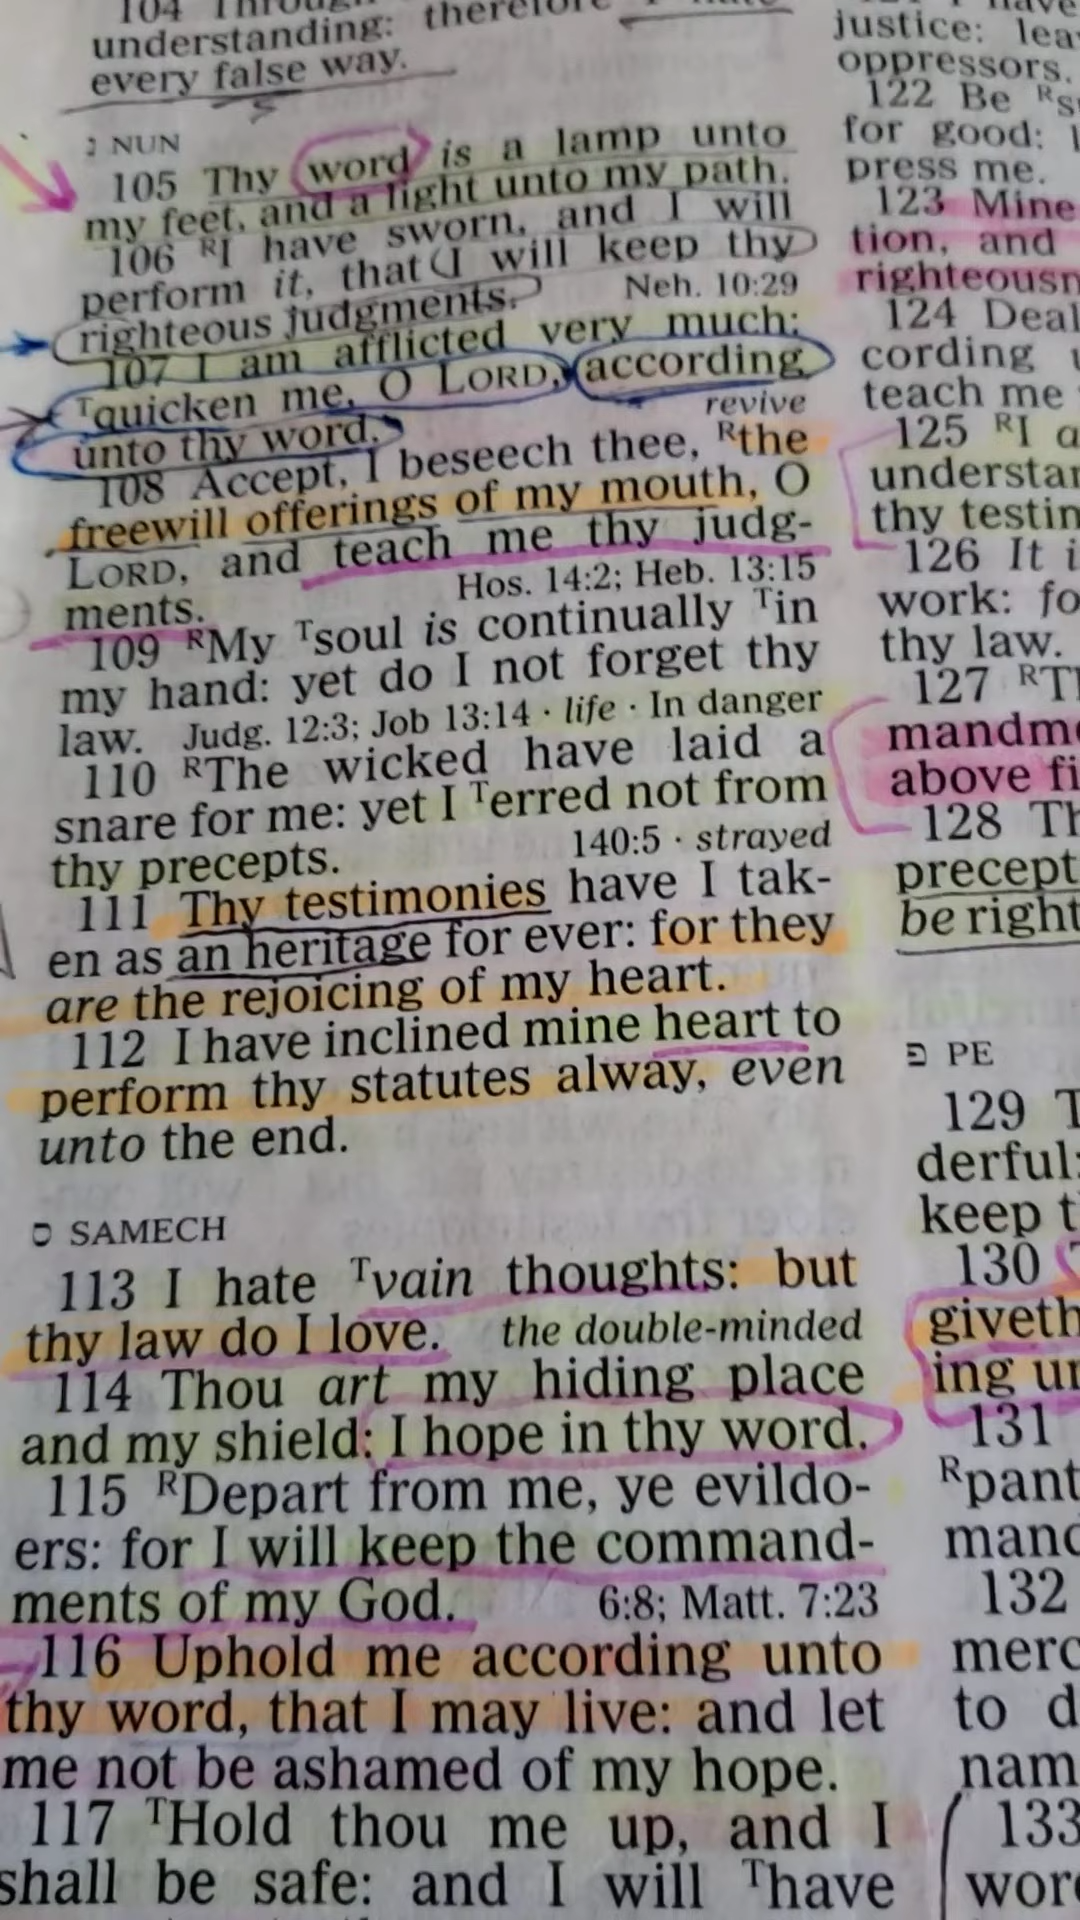 104 Through
understanding: therefore I hate
every false way.
נ NUN
105 Thy word is a lamp unto
my feet, and a light unto my path.
106 ᴿI have sworn, and I will
perform it, that I will keep thy
righteous judgments. Neh. 10:29
107 I am afflicted very much:
ᵀquicken me, O LORD, according
unto thy word. revive
108 Accept, I beseech thee, ᴿthe
freewill offerings of my mouth, O
LORD, and teach me thy judg-
ments. Hos. 14:2; Heb. 13:15
109 ᴿMy ᵀsoul is continually ᵀin
my hand: yet do I not forget thy
law. Judg. 12:3; Job 13:14 · life · In danger
110 ᴿThe wicked have laid a
snare for me: yet I ᵀerred not from
thy precepts. 140:5 · strayed
111 Thy testimonies have I tak-
en as an heritage for ever: for they
are the rejoicing of my heart.
112 I have inclined mine heart to
perform thy statutes alway, even
unto the end.
ס SAMECH
113 I hate ᵀvain thoughts: but
thy law do I love. the double-minded
114 Thou art my hiding place
and my shield: I hope in thy word.
115 ᴿDepart from me, ye evildo-
ers: for I will keep the command-
ments of my God. 6:8; Matt. 7:23
116 Uphold me according unto
thy word, that I may live: and let
me not be ashamed of my hope.
117 ᵀHold thou me up, and I
shall be safe: and I will ᵀhave
justice: lea
oppressors.
122 Be ᴿs
for good: l
press me.
123 Mine
tion, and
righteousn
124 Deal
cording u
teach me
125 ᴿI a
understan
thy testin
126 It i
work: fo
thy law.
127 ᴿTh
mandme
above fi
128 Th
precept
be right
פ PE
129 T
derful:
keep t
130 T
giveth
ing un
131
ᴿpant
mand
132
merc
to d
nam
133
word